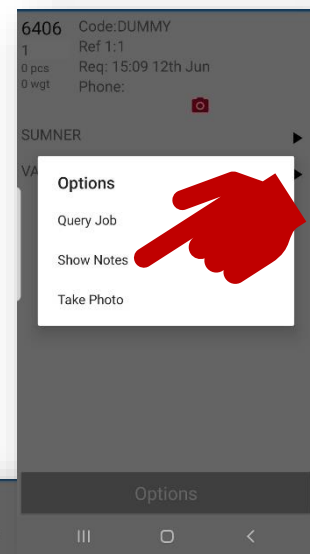 6406
1
0 pcs
0 wgt
Code:DUMMY
Ref 1:1
Req: 15:09 12th Jun
Phone:
SUMNER
VA
Options
Query Job
Show Notes
Take Photo
Options